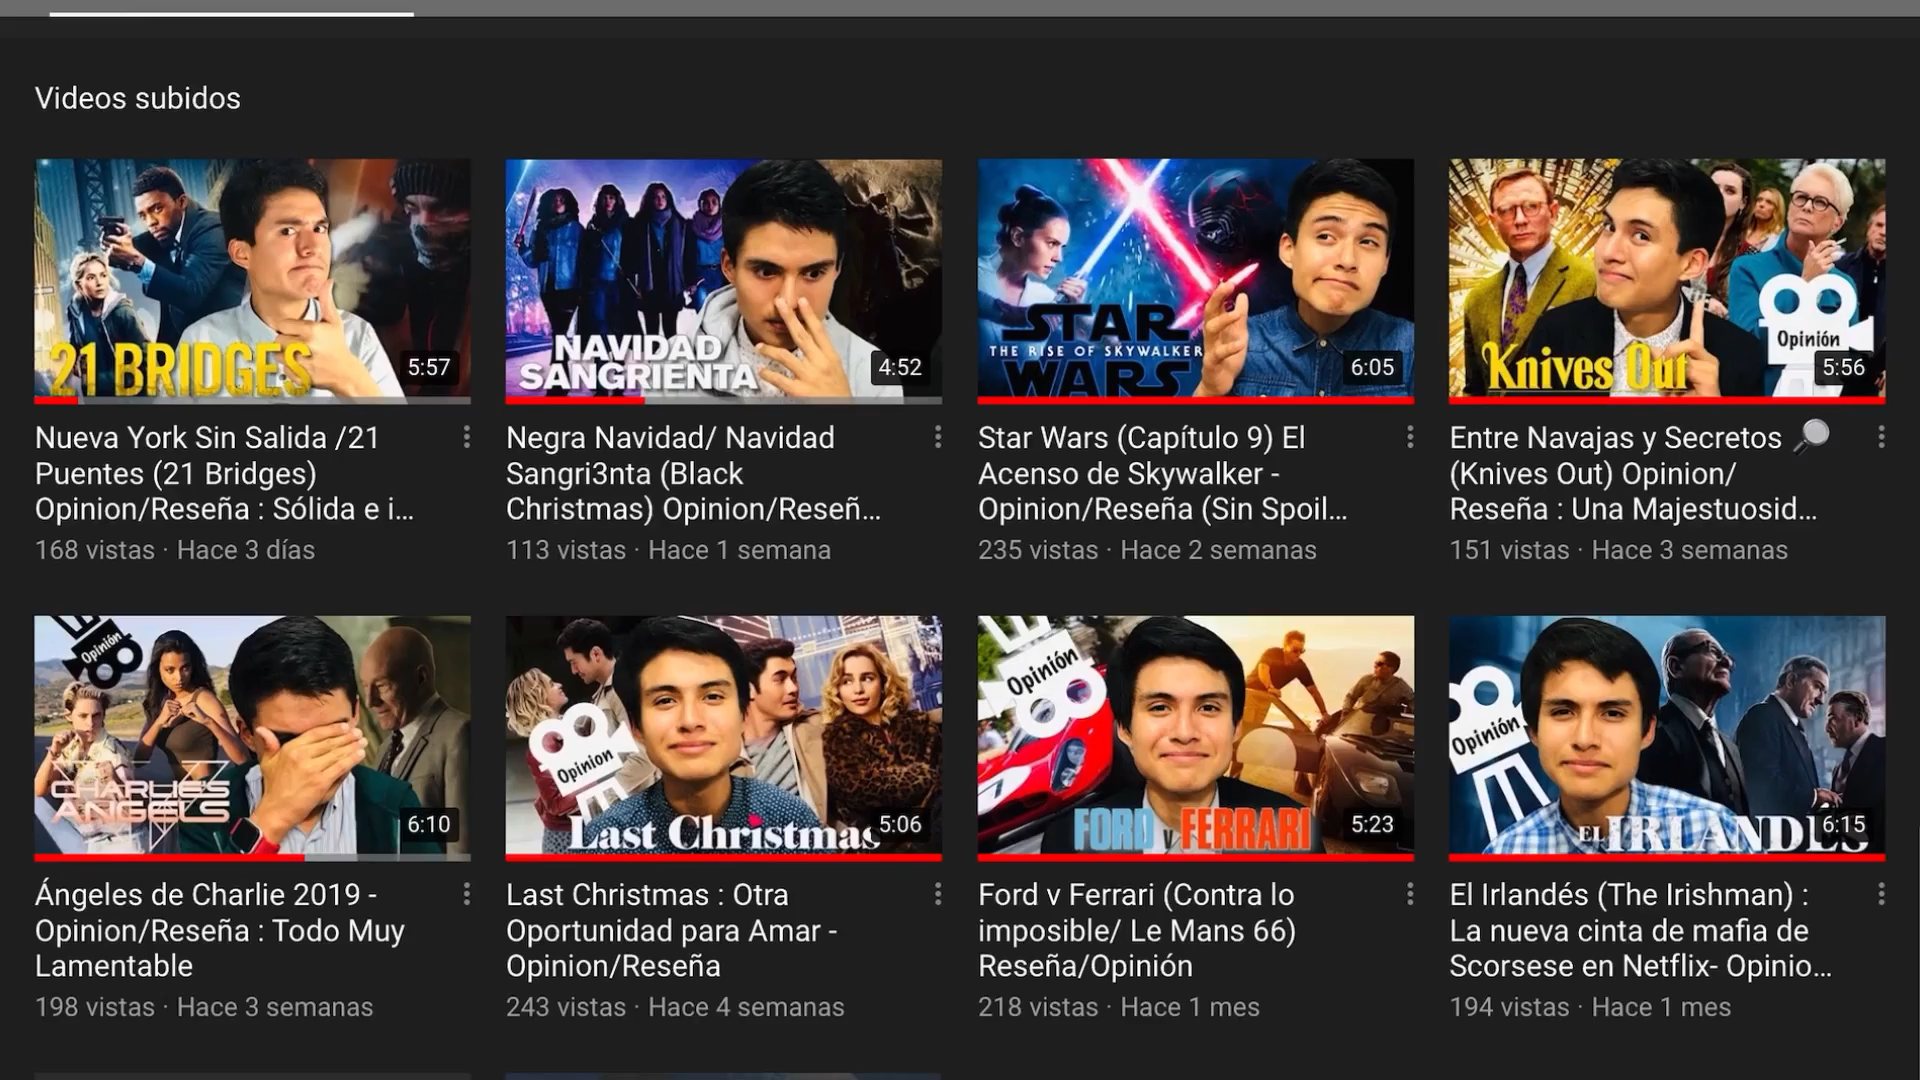 Videos subidos
21 BRIDGES
5:57
NAVIDAD
SANGRIENTA
4:52
STAR
THE RISE OF SKYWALKER
WARS
6:05
Opinión
Knives Out
5:56
Nueva York Sin Salida /21
Puentes (21 Bridges)
Opinion/Reseña : Sólida e i...
168 vistas · Hace 3 días
Negra Navidad/ Navidad
Sangri3nta (Black
Christmas) Opinion/Reseñ...
113 vistas · Hace 1 semana
Star Wars (Capítulo 9) El
Acenso de Skywalker -
Opinion/Reseña (Sin Spoil...
235 vistas · Hace 2 semanas
Entre Navajas y Secretos 🔎
(Knives Out) Opinion/
Reseña : Una Majestuosid...
151 vistas · Hace 3 semanas
Opinión
CHARLIE'S
ANGELS
6:10
Opinion
Last Christmas
5:06
Opinión
FORD v FERRARI
5:23
Opinión
EL IRLANDÉS
6:15
Ángeles de Charlie 2019 -
Opinion/Reseña : Todo Muy
Lamentable
198 vistas · Hace 3 semanas
Last Christmas : Otra
Oportunidad para Amar -
Opinion/Reseña
243 vistas · Hace 4 semanas
Ford v Ferrari (Contra lo
imposible/ Le Mans 66)
Reseña/Opinión
218 vistas · Hace 1 mes
El Irlandés (The Irishman) :
La nueva cinta de mafia de
Scorsese en Netflix- Opinio...
194 vistas · Hace 1 mes